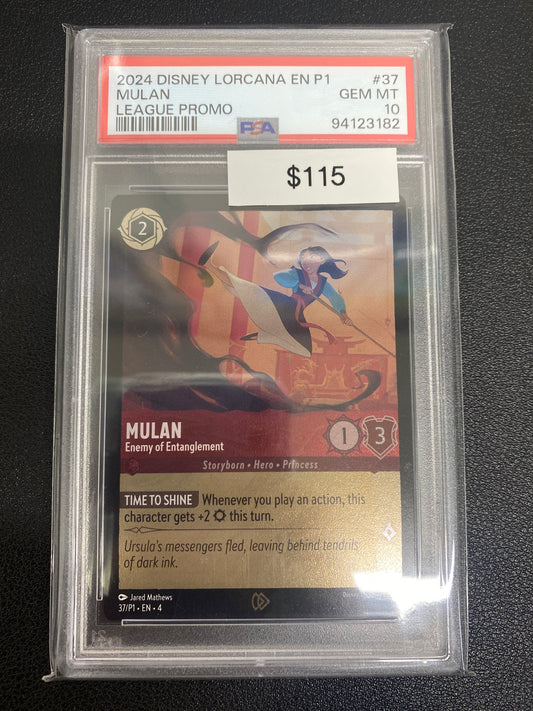 2024 DISNEY LORCANA EN P1 #37
MULAN GEM MT
LEAGUE PROMO 10
PSA 94123182
$115
2
MULAN 1 3
Enemy of Entanglement
Storyborn • Hero • Princess
TIME TO SHINE Whenever you play an action, this
character gets +2 this turn.
Ursula's messengers fled, leaving behind tendrils
of dark ink.
Jared Mathews
37/P1 • EN • 4